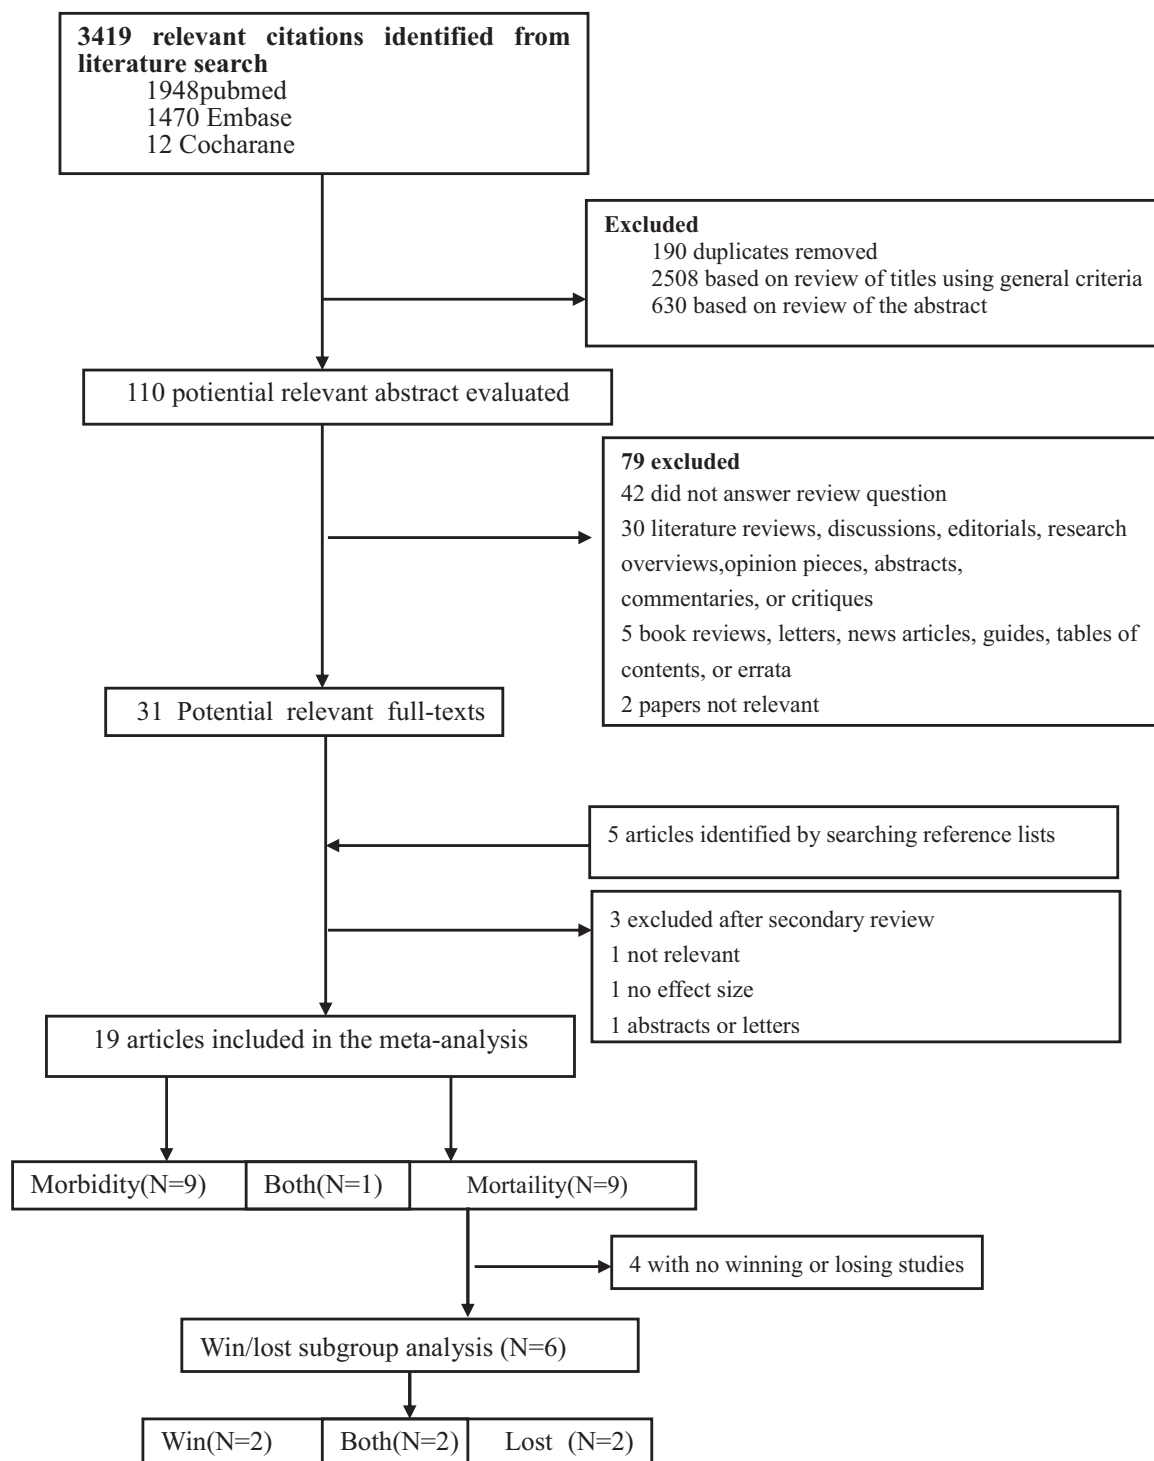 3419 relevant citations identified from
literature search
1948pubmed
1470 Embase
12 Cocharane
Excluded
190 duplicates removed
2508 based on review of titles using general criteria
630 based on review of the abstract
110 potiential relevant abstract evaluated
79 excluded
42 did not answer review question
30 literature reviews, discussions, editorials, research
overviews,opinion pieces, abstracts,
commentaries, or critiques
5 book reviews, letters, news articles, guides, tables of
contents, or errata
2 papers not relevant
31 Potential relevant full-texts
5 articles identified by searching reference lists
3 excluded after secondary review
1 not relevant
1 no effect size
1 abstracts or letters
19 articles included in the meta-analysis
Morbidity(N=9) Both(N=1) Mortaility(N=9)
4 with no winning or losing studies
Win/lost subgroup analysis (N=6)
Win(N=2) Both(N=2) Lost (N=2)